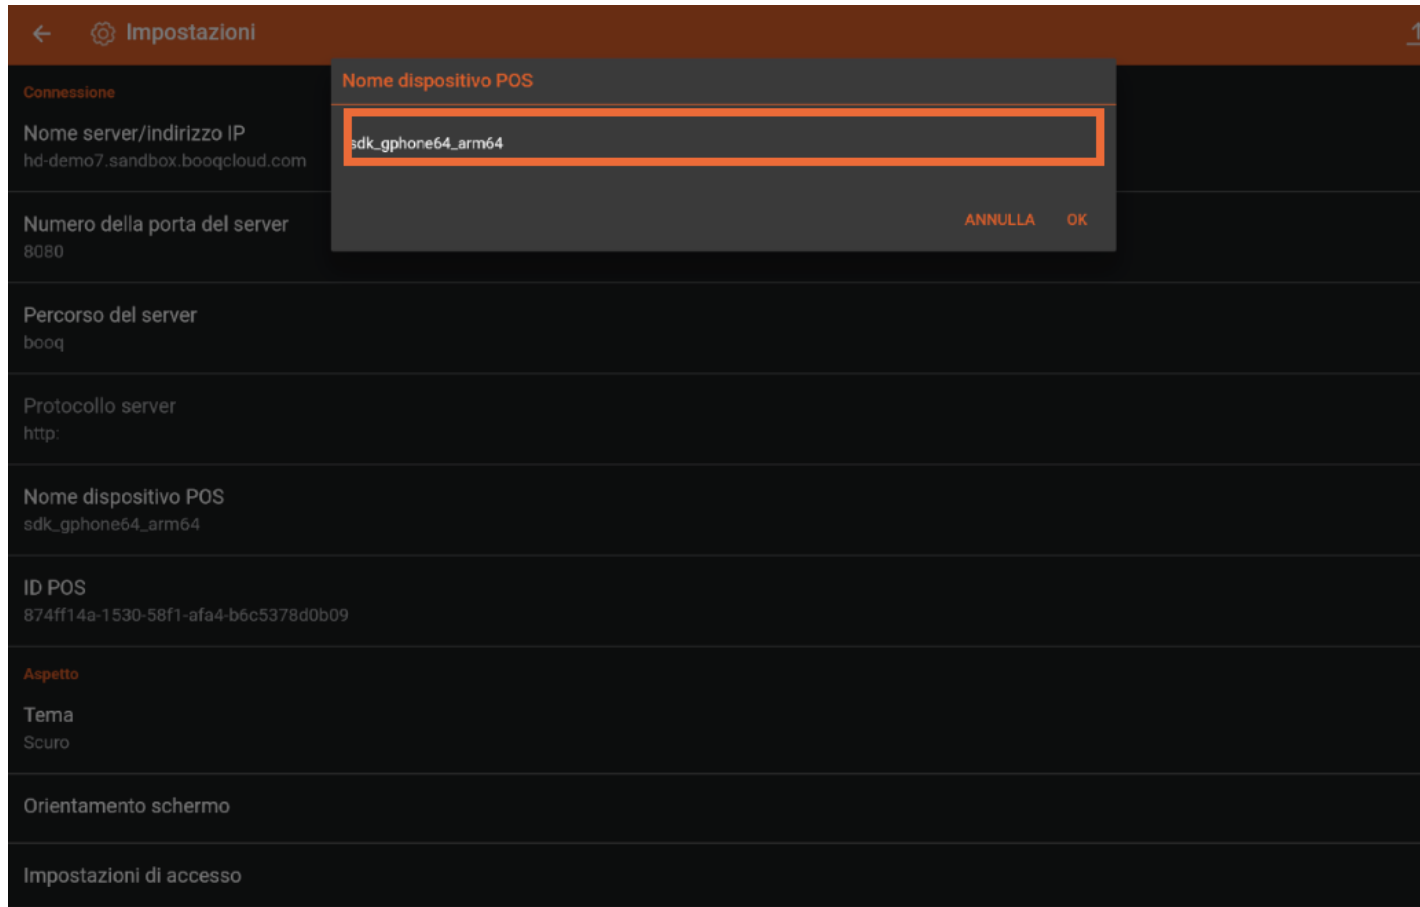 Impostazioni
Nome dispositivo POS
sdk_gphone64_arm64
ANNULLA OK
Connessione
Nome server/indirizzo IP
hd-demo7.sandbox.booqcloud.com
Numero della porta del server
8080
Percorso del server
booq
Protocollo server
http:
Nome dispositivo POS
sdk_gphone64_arm64
ID POS
874ff14a-1530-58f1-afa4-b6c5378d0b09
Aspetto
Tema
Scuro
Orientamento schermo
Impostazioni di accesso